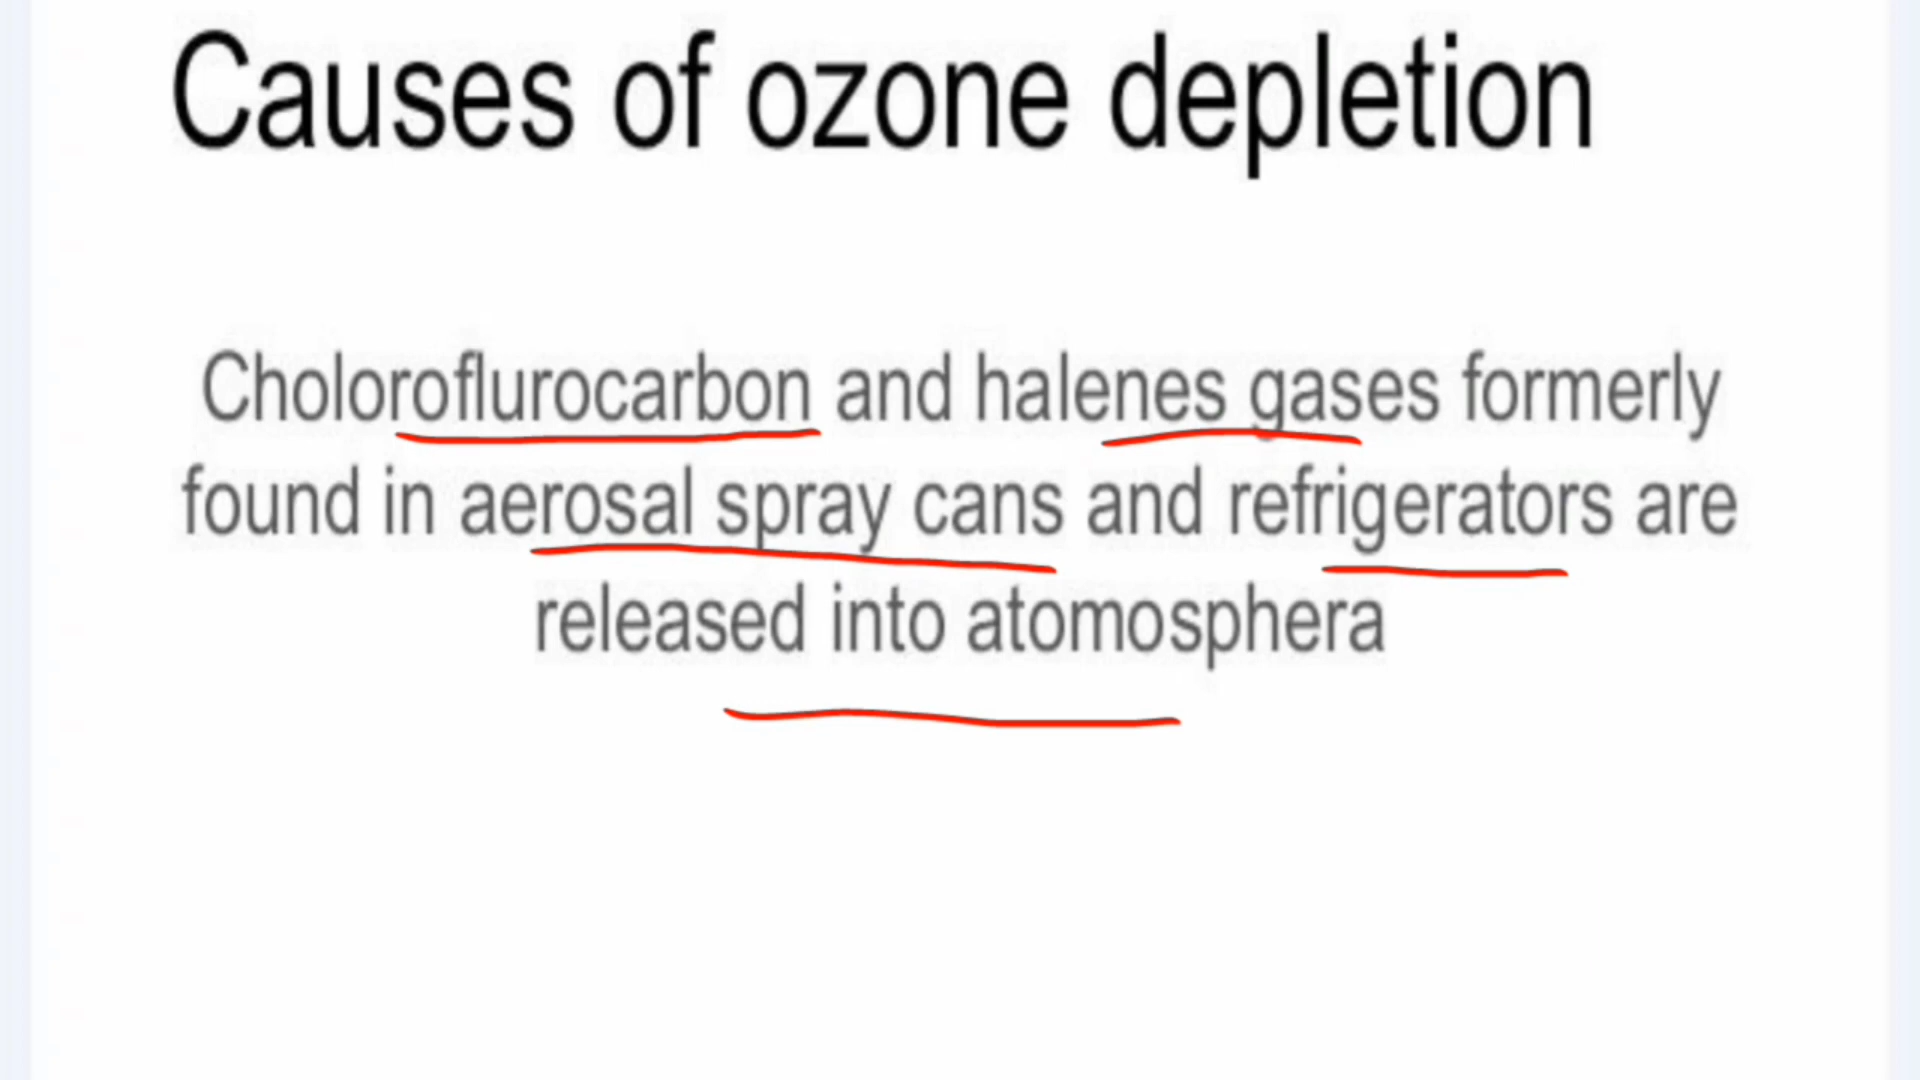 Causes of ozone depletion
Choloroflurocarbon and halenes gases formerly
found in aerosal spray cans and refrigerators are
released into atomosphera